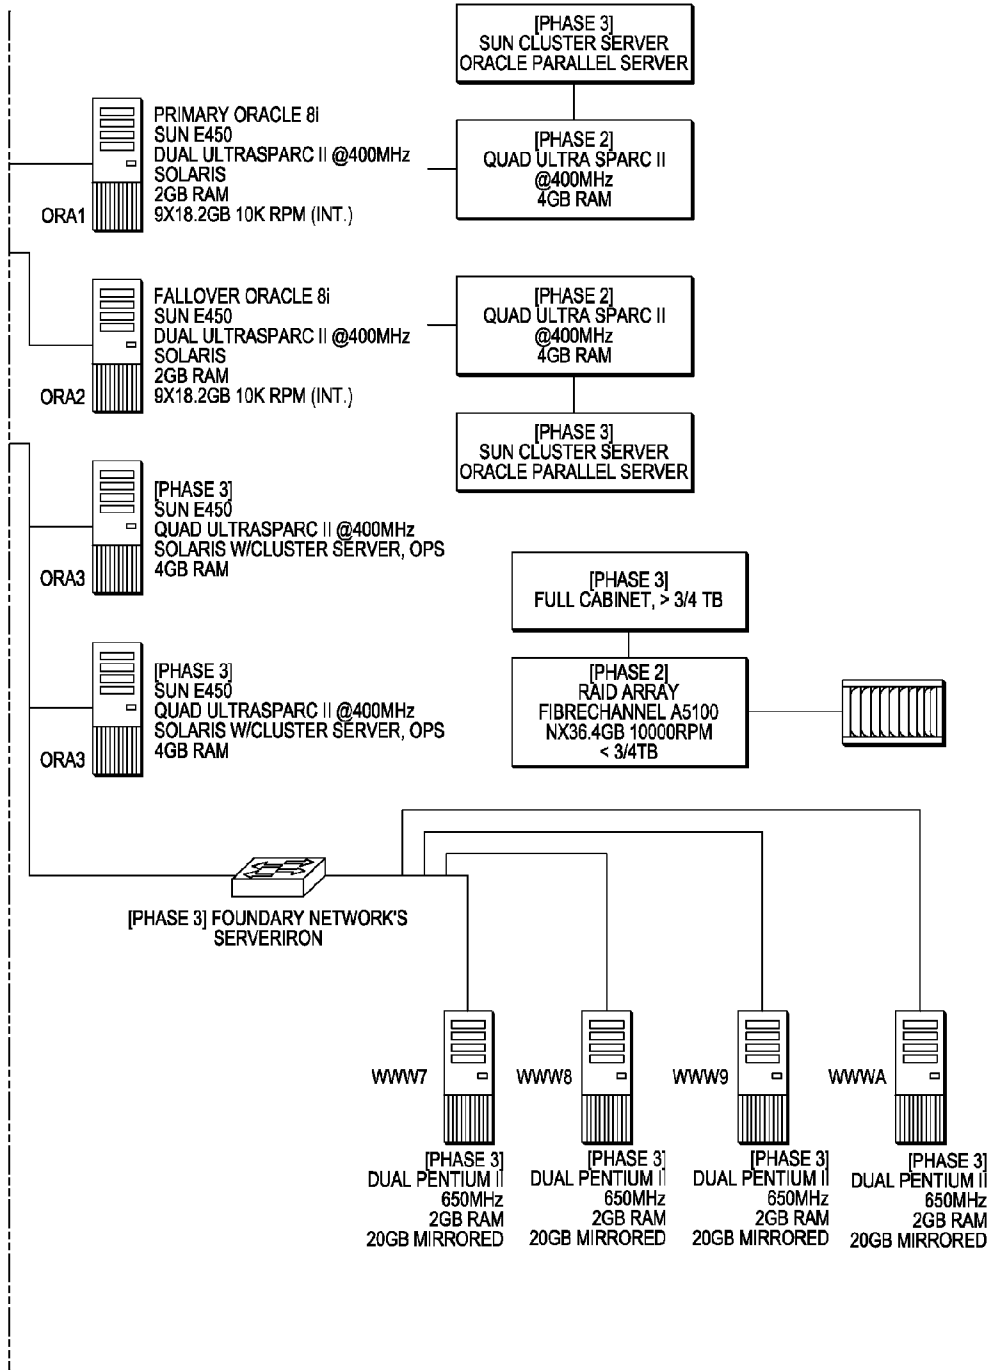 [PHASE 3]
SUN CLUSTER SERVER
ORACLE PARALLEL SERVER
PRIMARY ORACLE 8i
SUN E450
DUAL ULTRASPARC II @400MHz
SOLARIS
2GB RAM
9X18.2GB 10K RPM (INT.)
ORA1
[PHASE 2]
QUAD ULTRA SPARC II
@400MHz
4GB RAM
FALLOVER ORACLE 8i
SUN E450
DUAL ULTRASPARC II @400MHz
SOLARIS
2GB RAM
9X18.2GB 10K RPM (INT.)
ORA2
[PHASE 2]
QUAD ULTRA SPARC II
@400MHz
4GB RAM
[PHASE 3]
SUN CLUSTER SERVER
ORACLE PARALLEL SERVER
[PHASE 3]
SUN E450
QUAD ULTRASPARC II @400MHz
SOLARIS W/CLUSTER SERVER, OPS
4GB RAM
ORA3
[PHASE 3]
FULL CABINET, > 3/4 TB
[PHASE 3]
SUN E450
QUAD ULTRASPARC II @400MHz
SOLARIS W/CLUSTER SERVER, OPS
4GB RAM
ORA3
[PHASE 2]
RAID ARRAY
FIBRECHANNEL A5100
NX36.4GB 10000RPM
< 3/4TB
[PHASE 3] FOUNDARY NETWORK'S
SERVERIRON
WWW7
WWW8
WWW9
WWWA
[PHASE 3]
DUAL PENTIUM II
650MHz
2GB RAM
20GB MIRRORED
[PHASE 3]
DUAL PENTIUM II
650MHz
2GB RAM
20GB MIRRORED
[PHASE 3]
DUAL PENTIUM II
650MHz
2GB RAM
20GB MIRRORED
[PHASE 3]
DUAL PENTIUM II
650MHz
2GB RAM
20GB MIRRORED